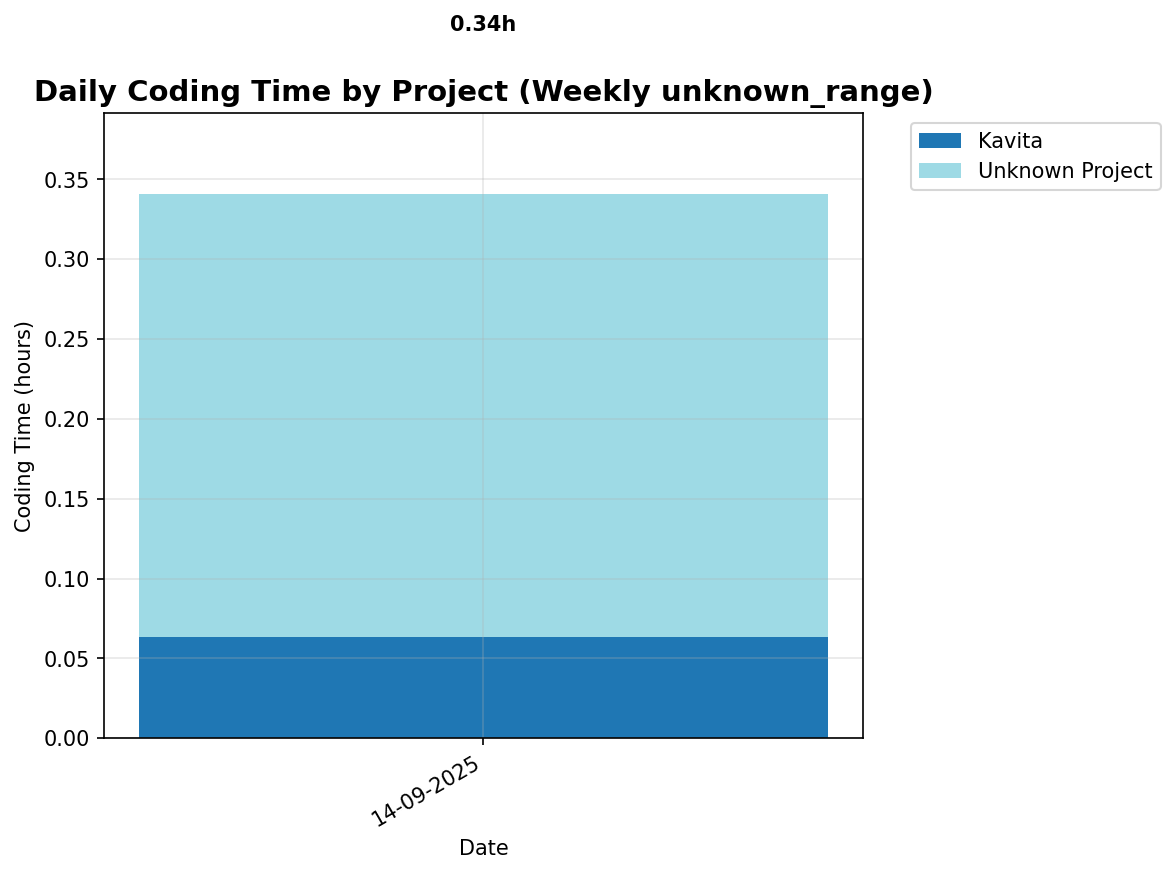 0.34h
Daily Coding Time by Project (Weekly unknown_range)
Kavita
Unknown Project
0.35
0.30
0.25
0.20
0.15
0.10
0.05
0.00
Coding Time (hours)
14-09-2025
Date